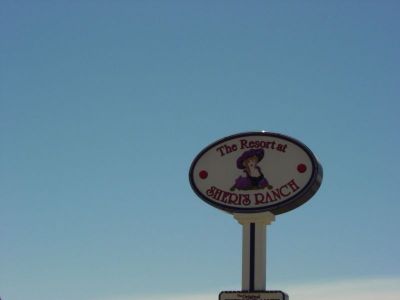 The Resort at
SHERI'S RANCH